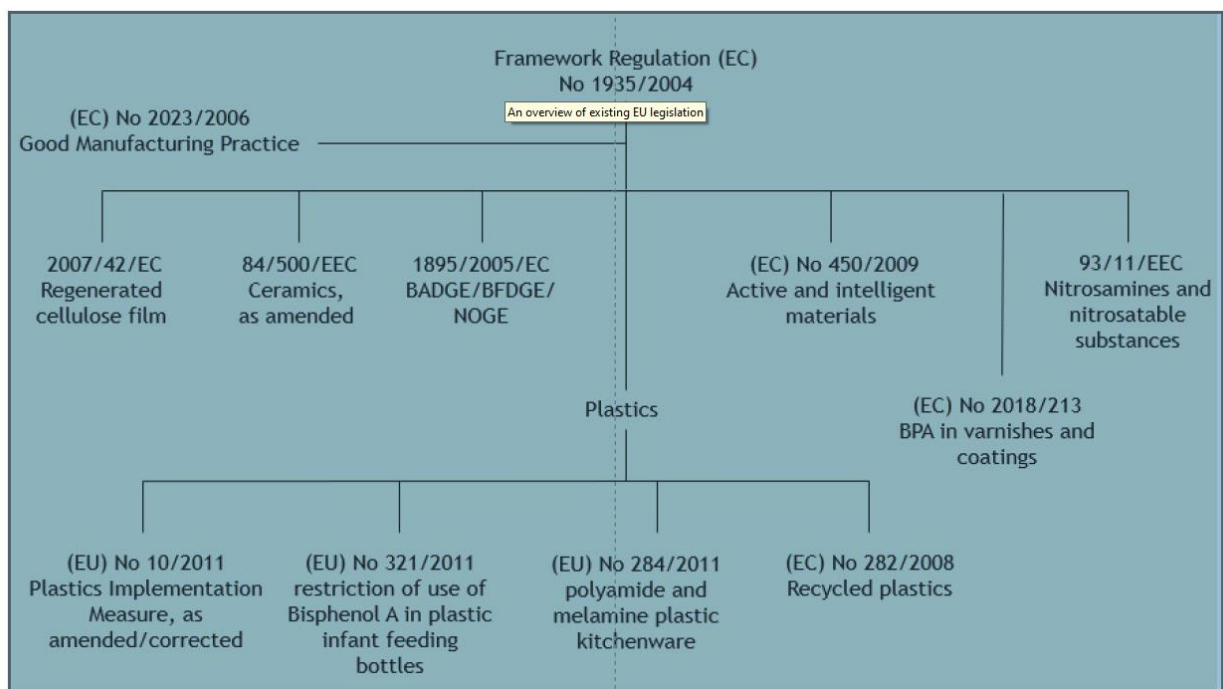 Framework Regulation (EC)
No 1935/2004
An overview of existing EU legislation
(EC) No 2023/2006
Good Manufacturing Practice
2007/42/EC
Regenerated
cellulose film
84/500/EEC
Ceramics,
as amended
1895/2005/EC
BADGE/BFDGE/
NOGE
(EC) No 450/2009
Active and intelligent
materials
93/11/EEC
Nitrosamines and
nitrosatable
substances
Plastics
(EC) No 2018/213
BPA in varnishes and
coatings
(EU) No 10/2011
Plastics Implementation
Measure, as
amended/corrected
(EU) No 321/2011
restriction of use of
Bisphenol A in plastic
infant feeding
bottles
(EU) No 284/2011
polyamide and
melamine plastic
kitchenware
(EC) No 282/2008
Recycled plastics